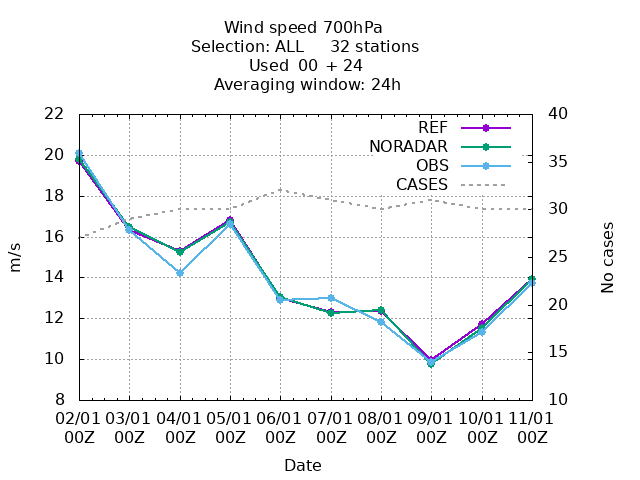 Wind speed 700hPa
Selection: ALL     32 stations
Used  00 + 24
Averaging window: 24h
22
20
18
16
14
12
10
8
m/s
40
35
30
25
20
15
10
No cases
REF
NORADAR
OBS
CASES
02/01 03/01 04/01 05/01 06/01 07/01 08/01 09/01 10/01 11/01
00Z 00Z 00Z 00Z 00Z 00Z 00Z 00Z 00Z 00Z
Date